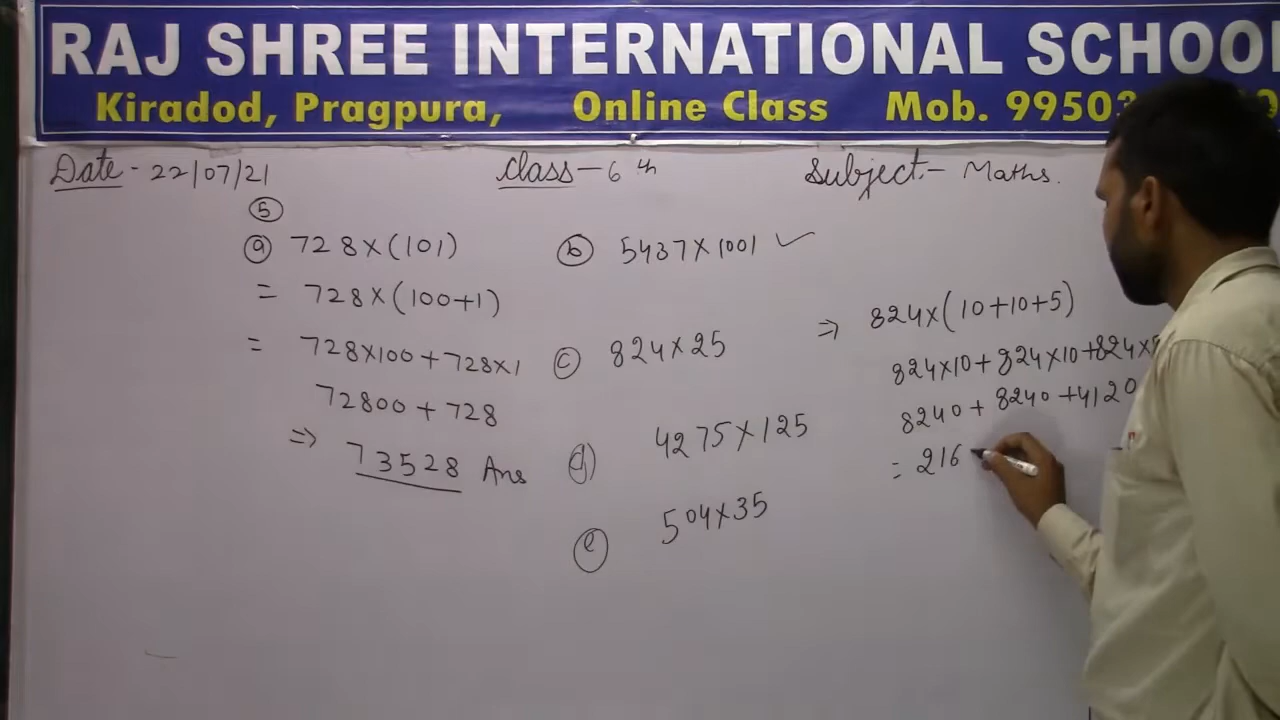 RAJ SHREE INTERNATIONAL SCHOOL
Kiradod, Pragpura, Online Class Mob. 99503
Date - 22/07/21 Class - 6 th Subject - Maths.
5
a 728×(101)
= 728×(100+1)
= 728×100 + 728×1
72800 + 728
⇒ 73528 Ans
b 5437×1001 ✓
c 824×25
d) 4275×125
e 504×35
⇒ 824×(10+10+5)
824×10+824×10+824×5
8240 + 8240 + 4120
= 216